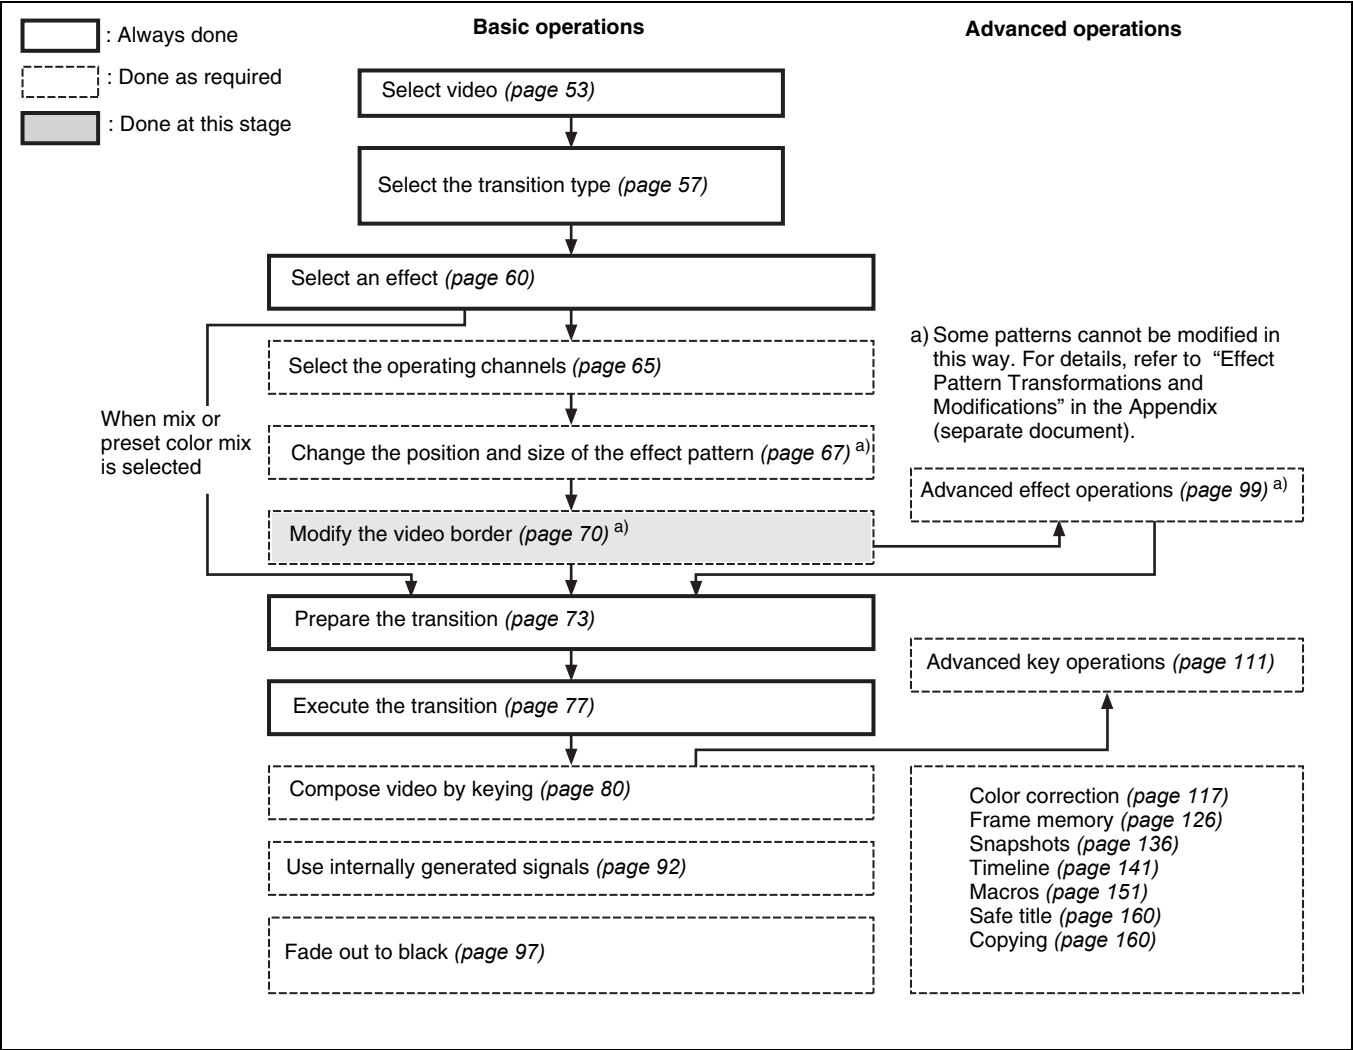 Basic operations
Advanced operations
: Always done
: Done as required
: Done at this stage
Select video (page 53)
Select the transition type (page 57)
Select an effect (page 60)
When mix or
preset color mix
is selected
Select the operating channels (page 65)
Change the position and size of the effect pattern (page 67) a)
Modify the video border (page 70) a)
a) Some patterns cannot be modified in
this way. For details, refer to “Effect
Pattern Transformations and
Modifications” in the Appendix
(separate document).
Advanced effect operations (page 99) a)
Prepare the transition (page 73)
Execute the transition (page 77)
Advanced key operations (page 111)
Compose video by keying (page 80)
Use internally generated signals (page 92)
Fade out to black (page 97)
Color correction (page 117)
Frame memory (page 126)
Snapshots (page 136)
Timeline (page 141)
Macros (page 151)
Safe title (page 160)
Copying (page 160)